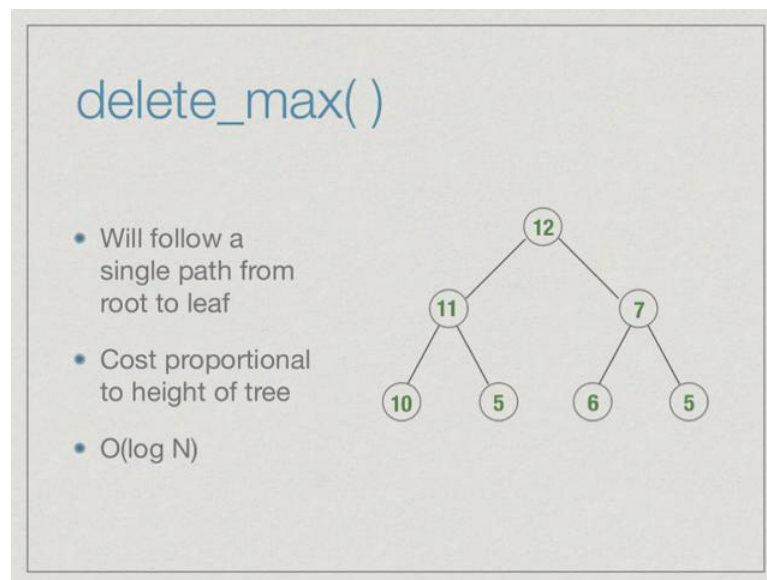 delete_max( )
Will follow a
single path from
root to leaf
Cost proportional
to height of tree
O(log N)
12
11
7
10
5
6
5